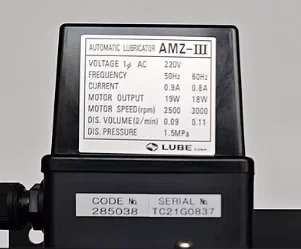 AUTOMATIC LUBRICATOR AMZ-III
VOLTAGE 1φ AC 220V
FREQUENCY 50Hz 60Hz
CURRENT 0.9A 0.8A
MOTOR OUTPUT 19W 18W
MOTOR SPEED(rpm) 2500 3000
DIS. VOLUME(ℓ/min) 0.09 0.11
DIS. PRESSURE 1.5MPa
LUBE CORP.
CODE No. SERIAL No.
285038 TC21G0837